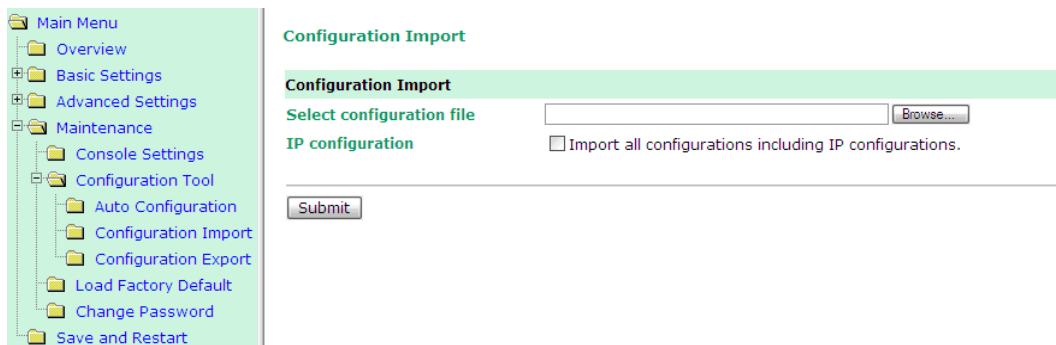 Main Menu
Overview
Basic Settings
Advanced Settings
Maintenance
Console Settings
Configuration Tool
Auto Configuration
Configuration Import
Configuration Export
Load Factory Default
Change Password
Save and Restart
Configuration Import
Configuration Import
Select configuration file
Browse...
IP configuration
Import all configurations including IP configurations.
Submit